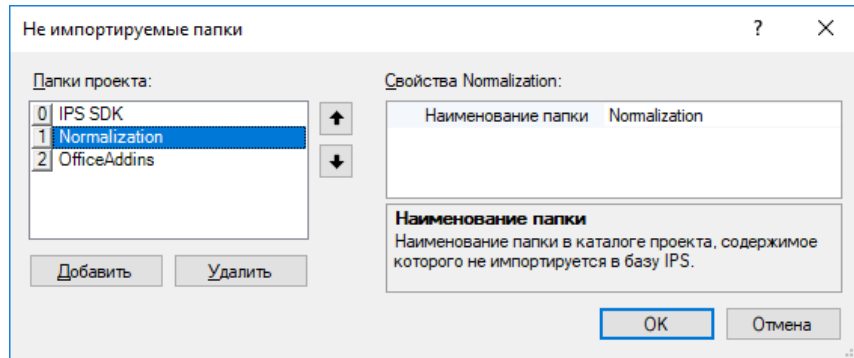 Не импортируемые папки
?
Папки проекта:
0 IPS SDK
1 Normalization
2 OfficeAddins
Добавить
Удалить
Свойства Normalization:
Наименование папки Normalization
Наименование папки
Наименование папки в каталоге проекта, содержимое
которого не импортируется в базу IPS.
OK
Отмена